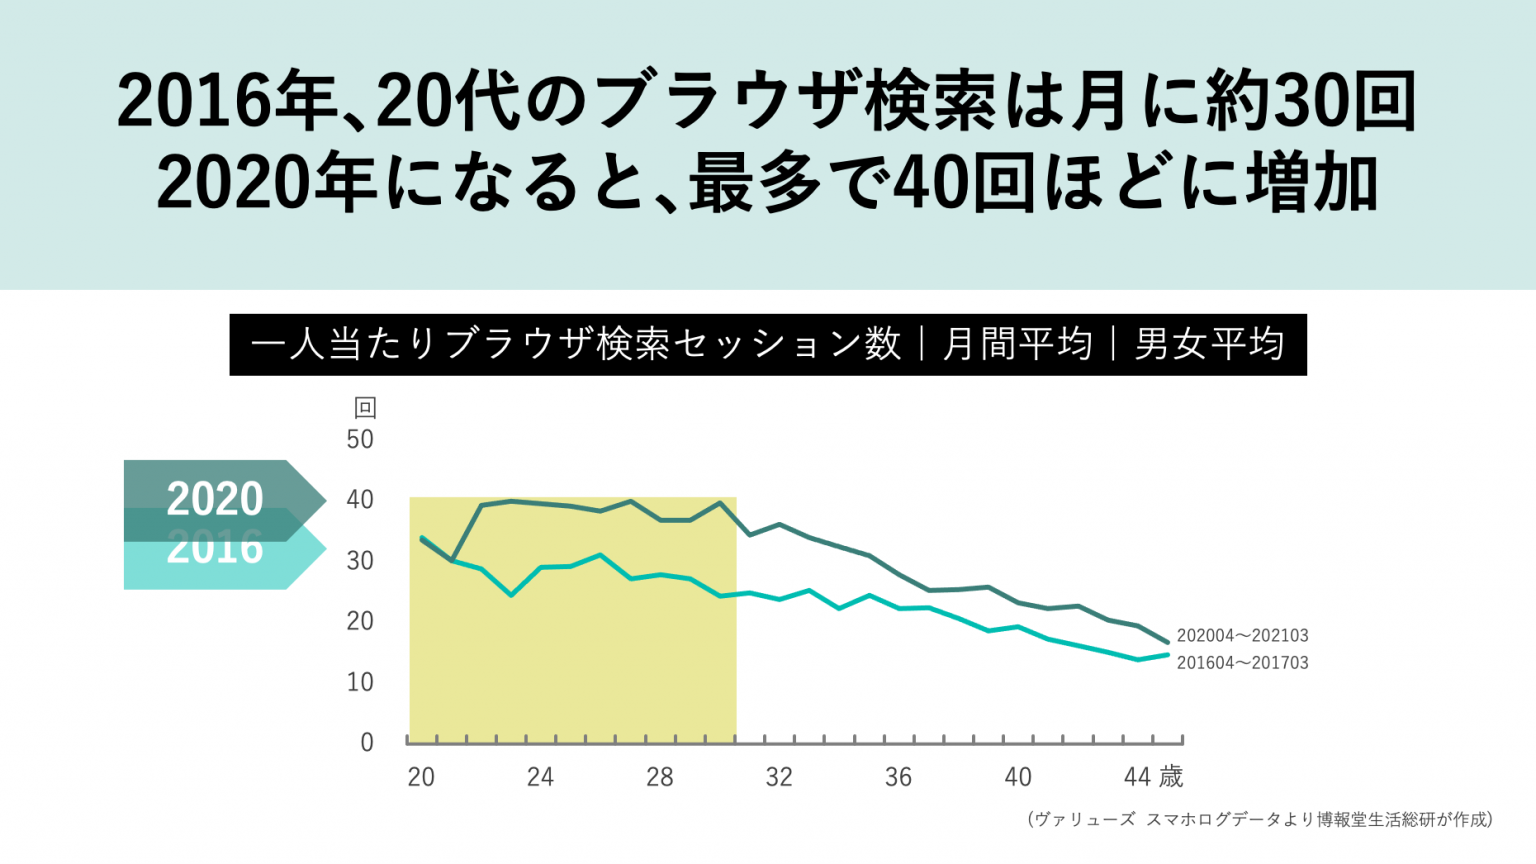 2016年、20代のブラウザ検索は月に約30回
2020年になると、最多で40回ほどに増加
一人当たりブラウザ検索セッション数｜月間平均｜男女平均
回
50
40
30
20
10
0
2020
2016
202004～202103
201604～201703
20 24 28 32 36 40 44 歳
(ヴァリューズ スマホログデータより博報堂生活総研が作成)